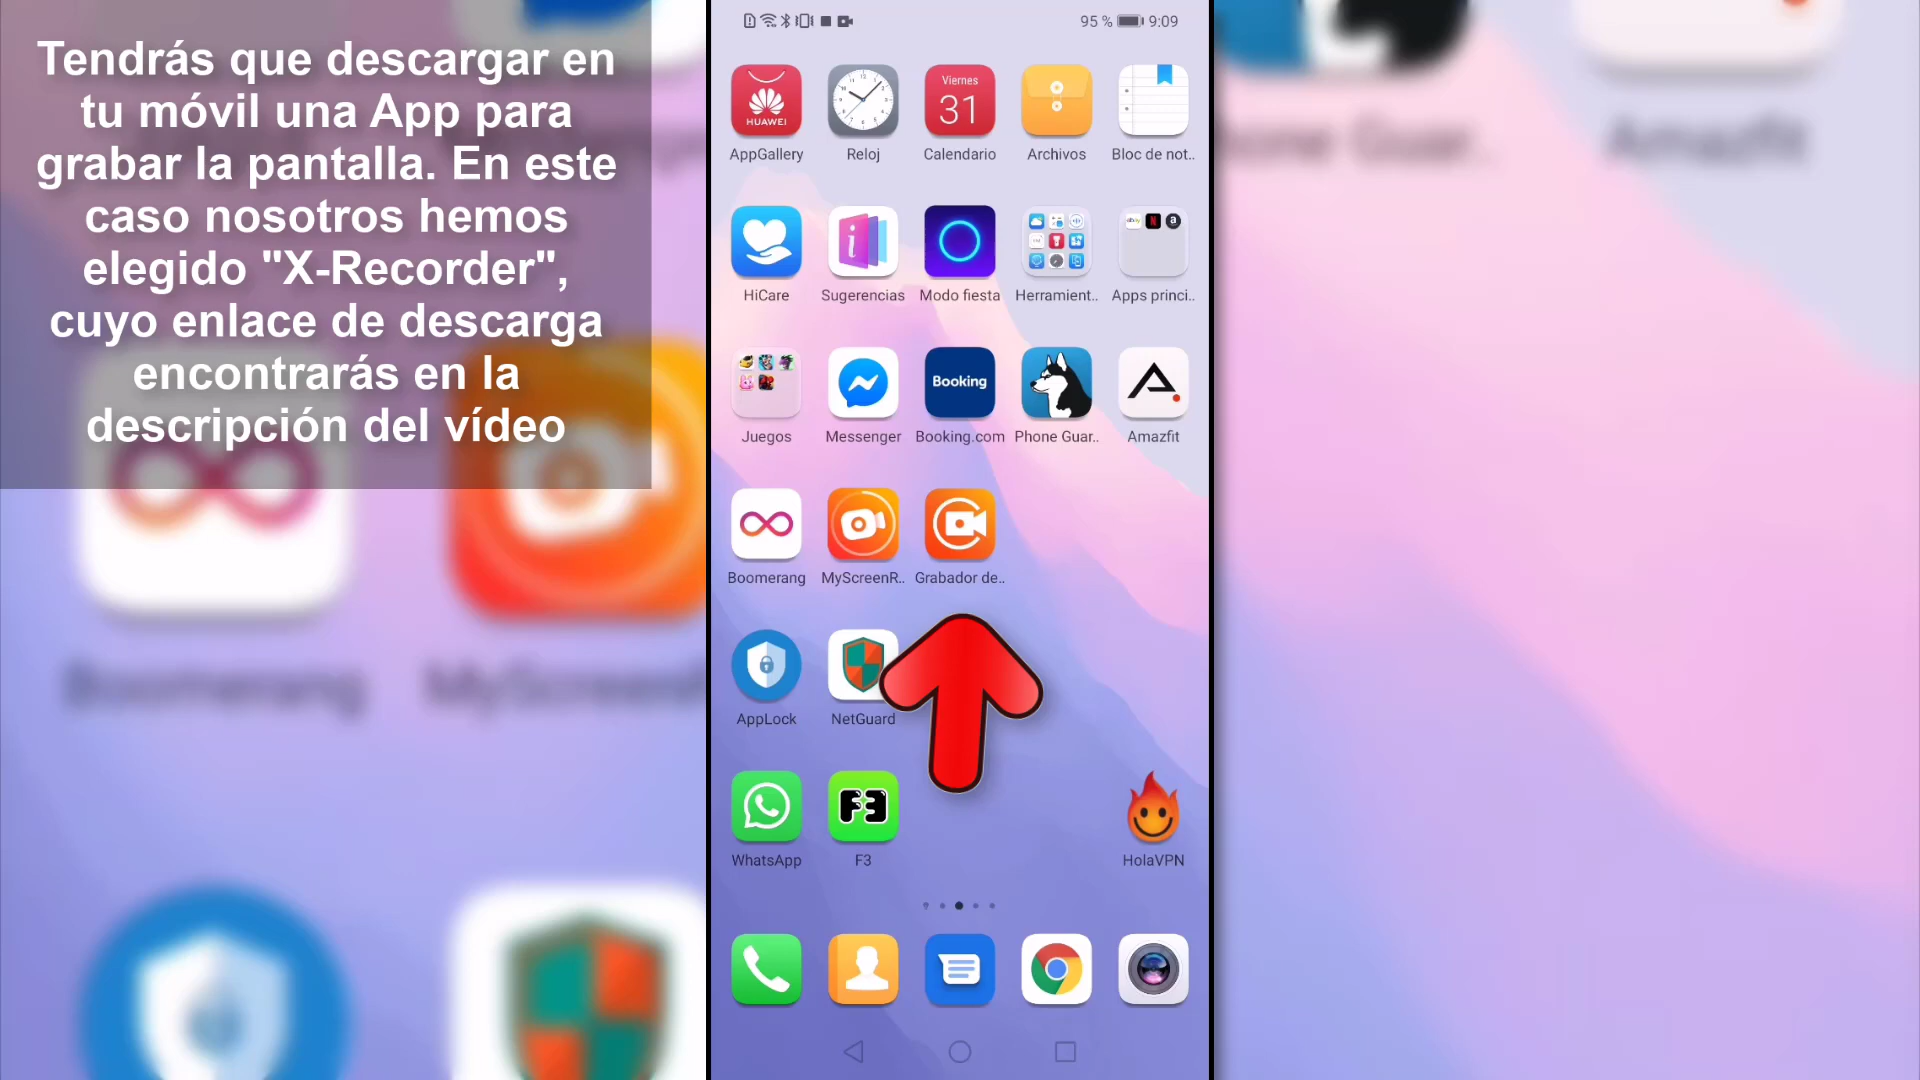 Tendrás que descargar en
tu móvil una App para
grabar la pantalla. En este
caso nosotros hemos
elegido "X-Recorder",
cuyo enlace de descarga
encontrarás en la
descripción del vídeo
95 % 9:09
Viernes
31
HUAWEI
AppGallery Reloj Calendario Archivos Bloc de not..
HiCare Sugerencias Modo fiesta Herramient.. Apps princi..
Booking
Juegos Messenger Booking.com Phone Guar.. Amazfit
Boomerang MyScreenR.. Grabador de..
AppLock NetGuard
F3
WhatsApp F3 HolaVPN